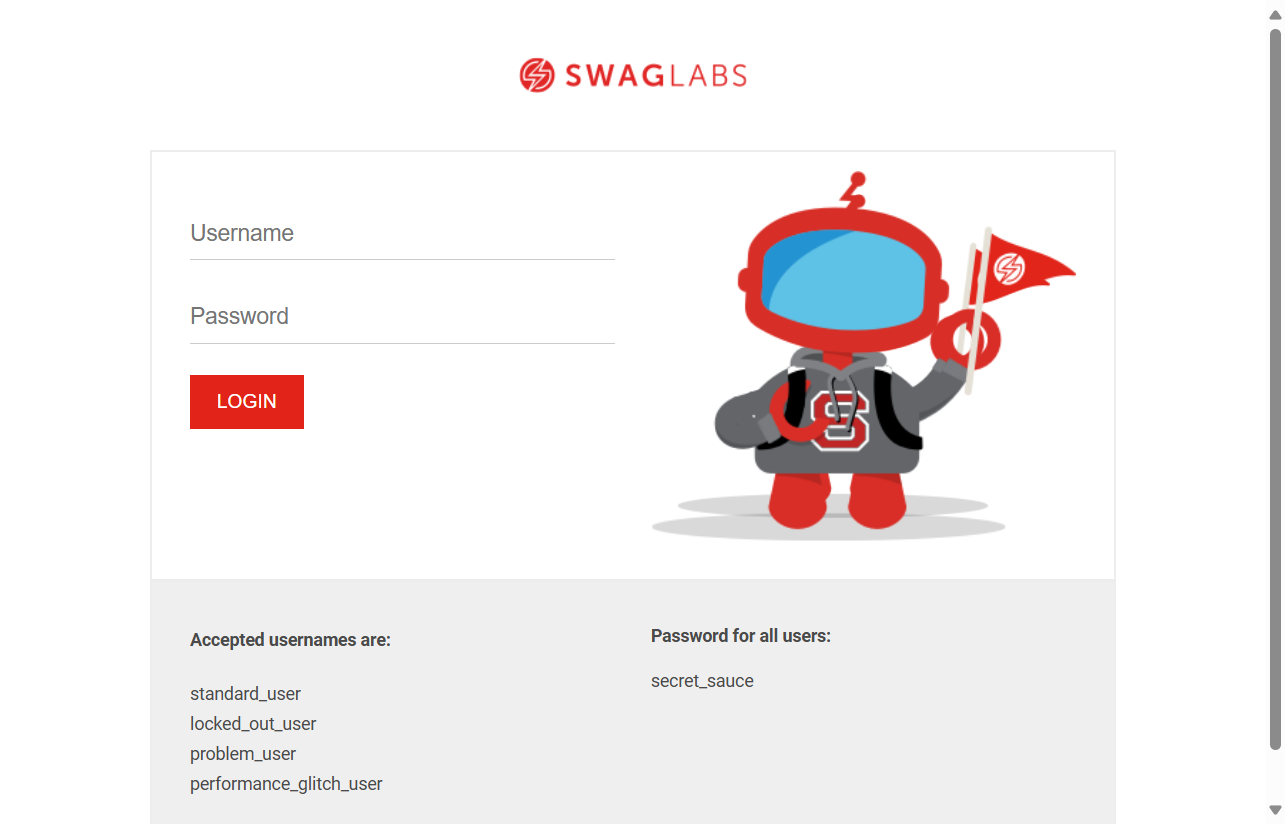 SWAGLABS
Username
Password
LOGIN
S
Accepted usernames are:
standard_user
locked_out_user
problem_user
performance_glitch_user
Password for all users:
secret_sauce